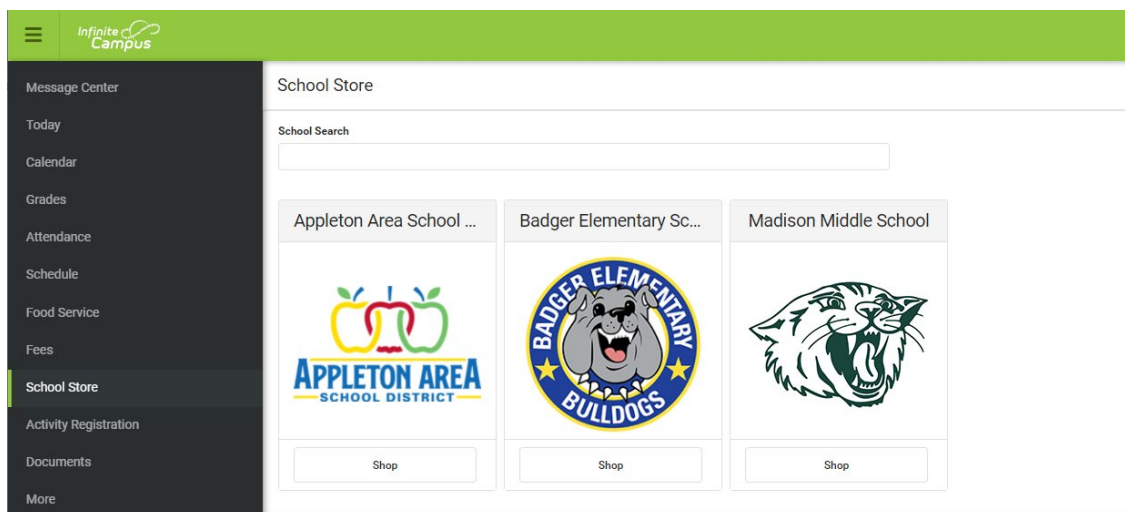 Infinite
Campus
Message Center
Today
Calendar
Grades
Attendance
Schedule
Food Service
Fees
School Store
Activity Registration
Documents
More
School Store
School Search
Appleton Area School ...
APPLETON AREA
SCHOOL DISTRICT
Shop
Badger Elementary Sc...
BADGER ELEMENTARY
BULLDOGS
Shop
Madison Middle School
Shop